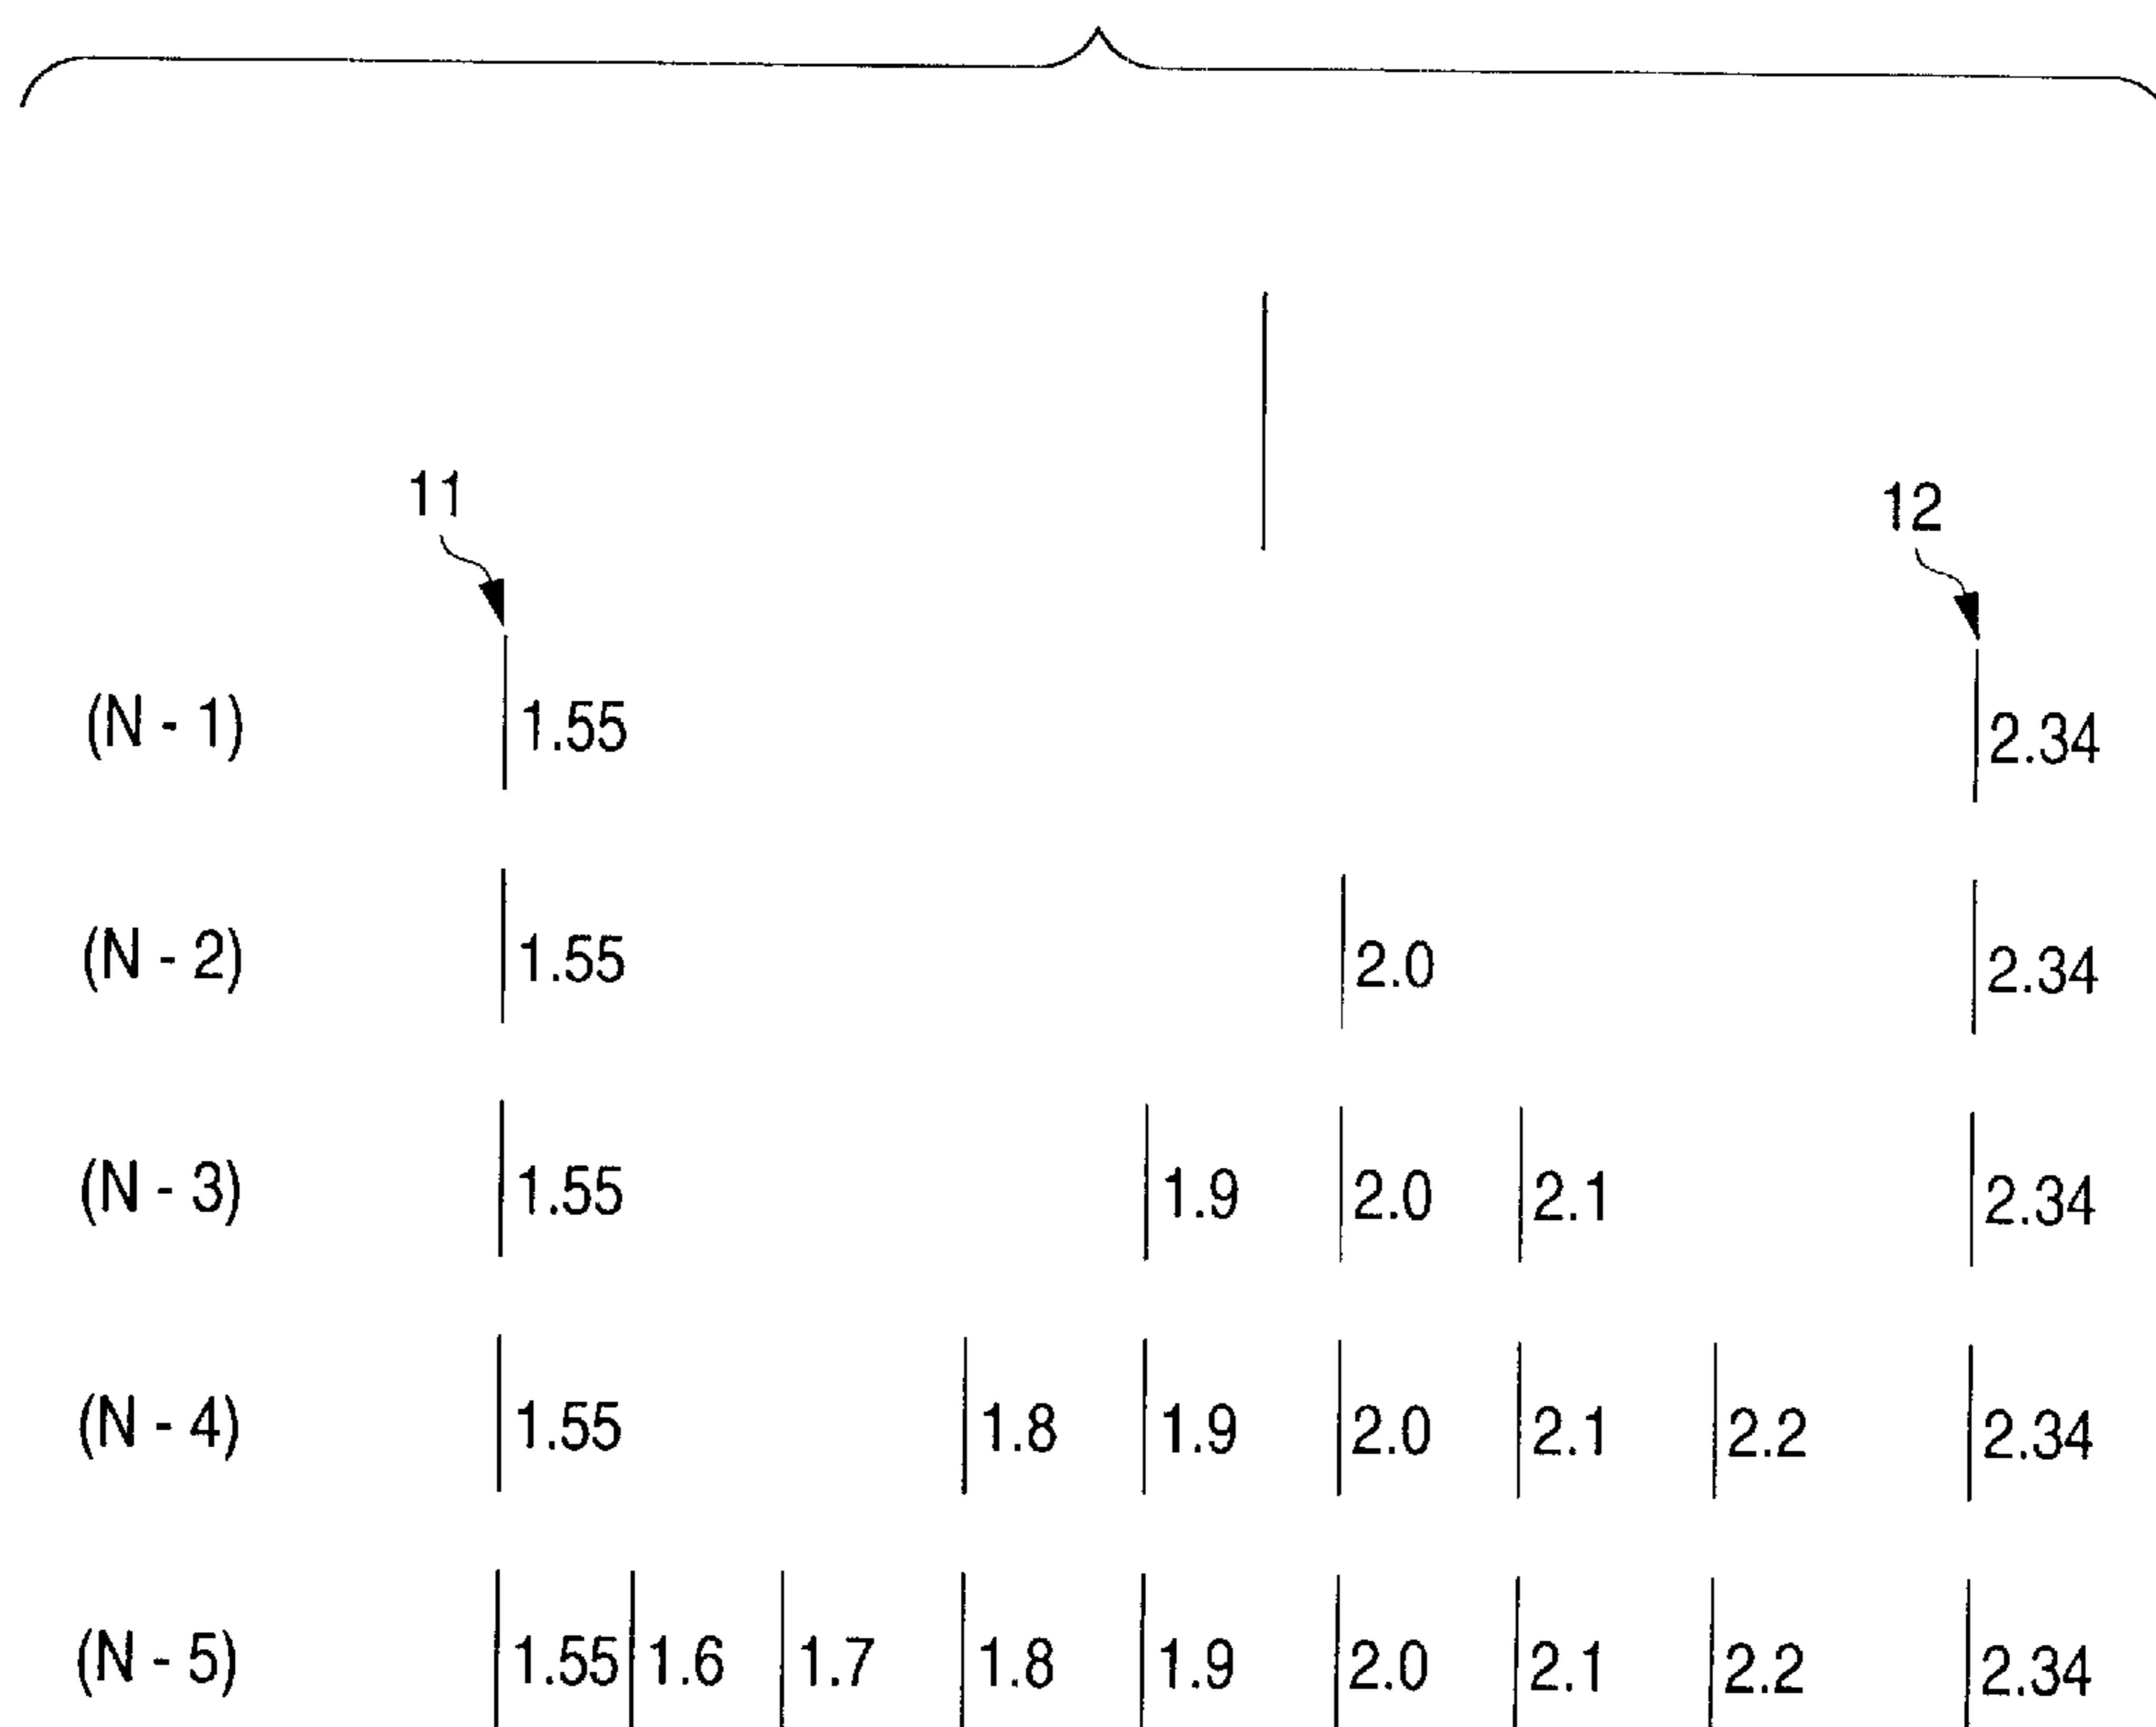 11 12
(N - 1) 1.55 2.34
(N - 2) 1.55 2.0 2.34
(N - 3) 1.55 1.9 2.0 2.1 2.34
(N - 4) 1.55 1.8 1.9 2.0 2.1 2.2 2.34
(N - 5) 1.55 1.6 1.7 1.8 1.9 2.0 2.1 2.2 2.34